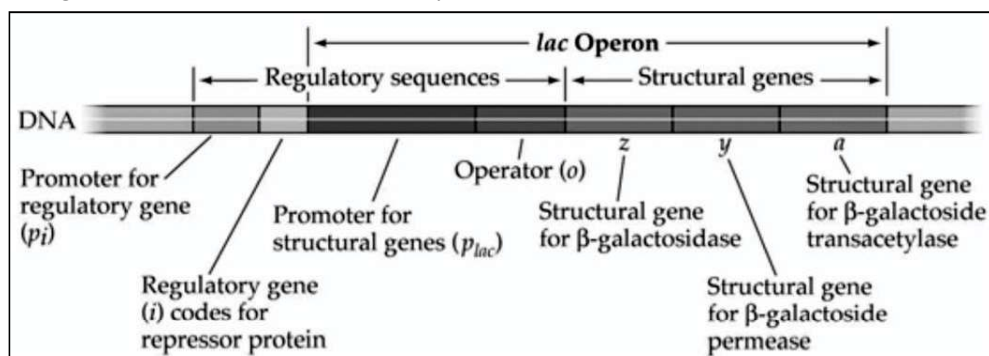 lac Operon
Regulatory sequences
Structural genes
DNA
z
y
a
Operator (o)
Promoter for
regulatory gene
(pi)
Promoter for
structural genes (plac)
Structural gene
for β-galactosidase
Structural gene
for β-galactoside
transacetylase
Regulatory gene
(i) codes for
repressor protein
Structural gene
for β-galactoside
permease